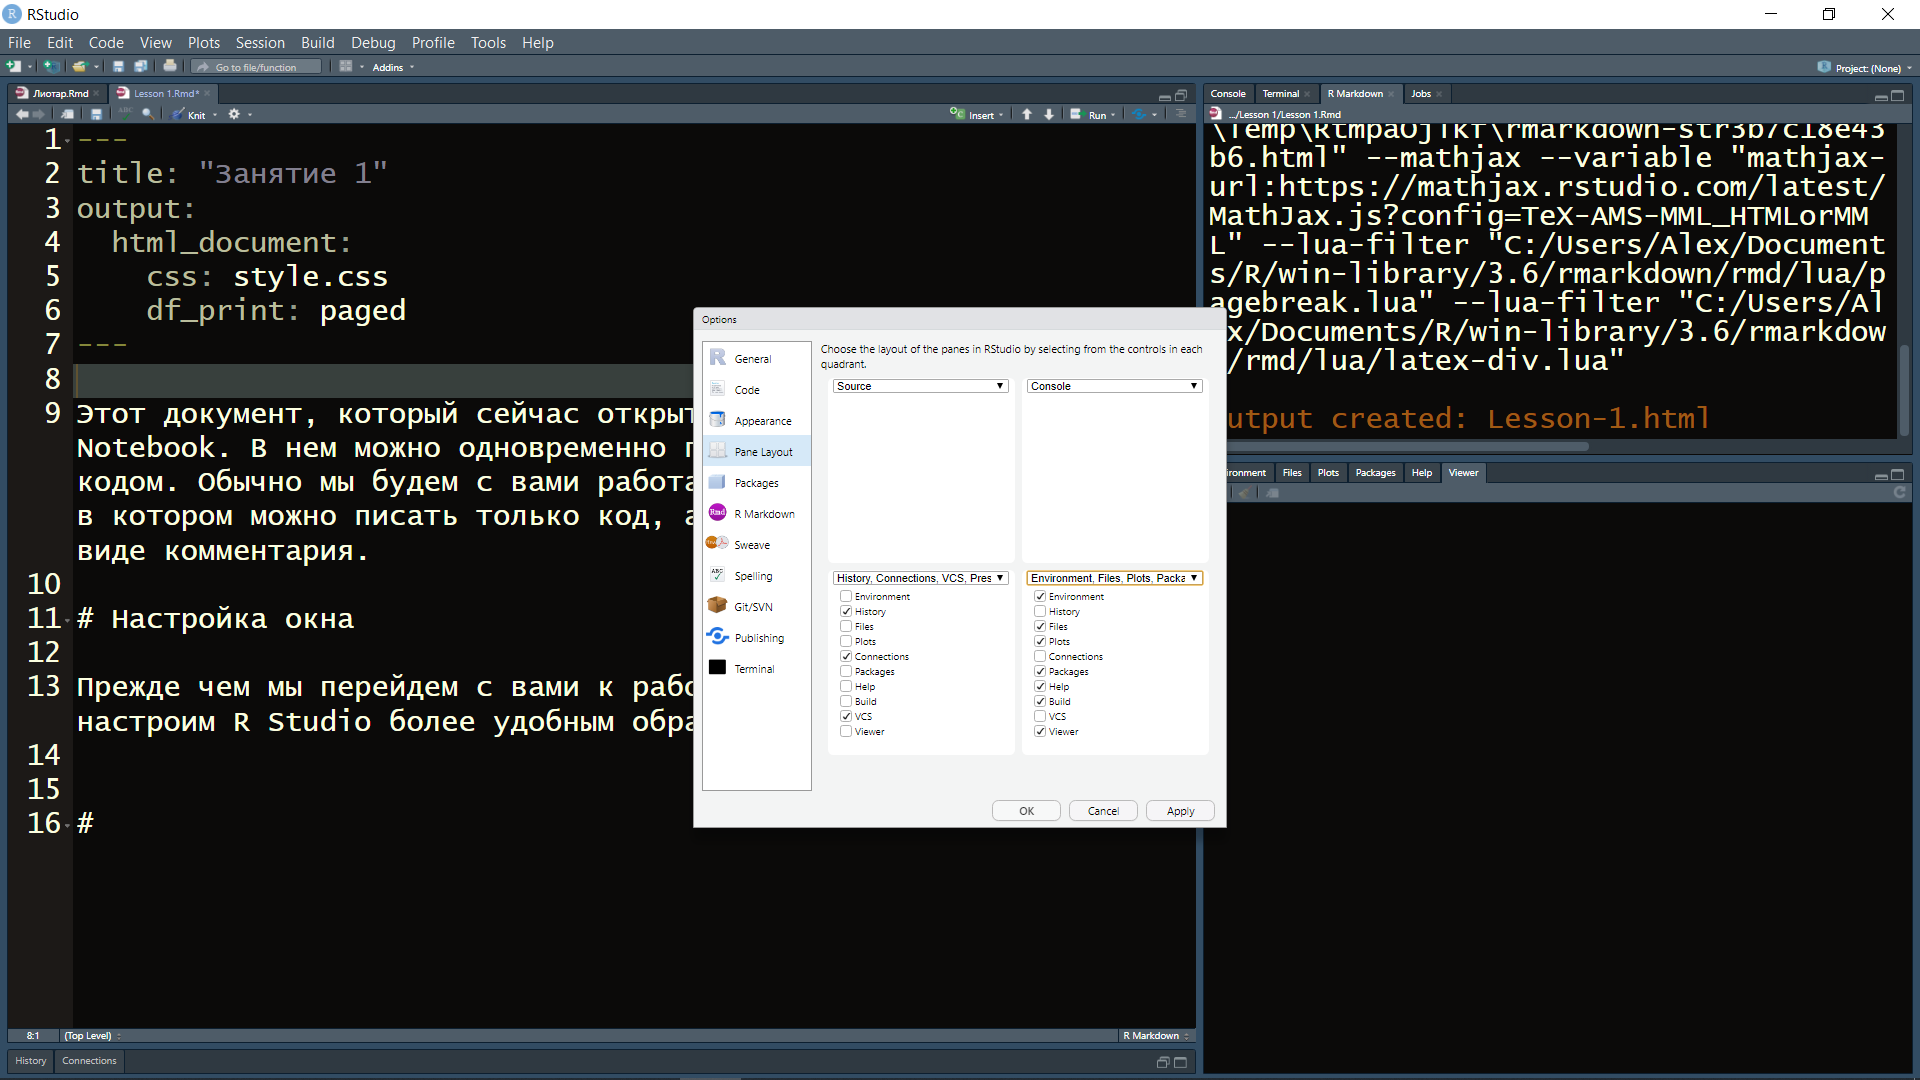 RStudio
File Edit Code View Plots Session Build Debug Profile Tools Help
Go to file/function Addins Project: (None)
Лиотар.Rmd Lesson 1.Rmd*
ABC Knit Insert Run
1 ---
2 title: "Занятие 1"
3 output:
4 html_document:
5 css: style.css
6 df_print: paged
7 ---
8
9 Этот документ, который сейчас открыт
Notebook. В нем можно одновременно
кодом. Обычно мы будем с вами
в котором можно писать только код,
виде комментария.
10
11 # Настройка окна
12
13 Прежде чем мы перейдем с вами к
настроим R Studio более удобным
14
15
16 #
8:1 (Top Level) R Markdown
History Connections
Console Terminal R Markdown Jobs
.../Lesson 1/Lesson 1.Rmd
\Temp\RtmpaOjTkf\rmarkdown-str3b7c18e43
b6.html" --mathjax --variable "mathjax-
url:https://mathjax.rstudio.com/latest/
MathJax.js?config=TeX-AMS-MML_HTMLorMM
L" --lua-filter "C:/Users/Alex/Document
s/R/win-library/3.6/rmarkdown/rmd/lua/p
agebreak.lua" --lua-filter "C:/Users/Al
x/Documents/R/win-library/3.6/rmarkdow
/rmd/lua/latex-div.lua"
utput created: Lesson-1.html
ironment Files Plots Packages Help Viewer
Options
General
Code
Appearance
Pane Layout
Packages
Rmd R Markdown
Sweave
ABC Spelling
Git/SVN
Publishing
Terminal
Choose the layout of the panes in RStudio by selecting from the controls in each
quadrant.
Source
Console
History, Connections, VCS, Pres
Environment
History
Files
Plots
Connections
Packages
Help
Build
VCS
Viewer
Environment, Files, Plots, Packa
Environment
History
Files
Plots
Connections
Packages
Help
Build
VCS
Viewer
OK Cancel Apply